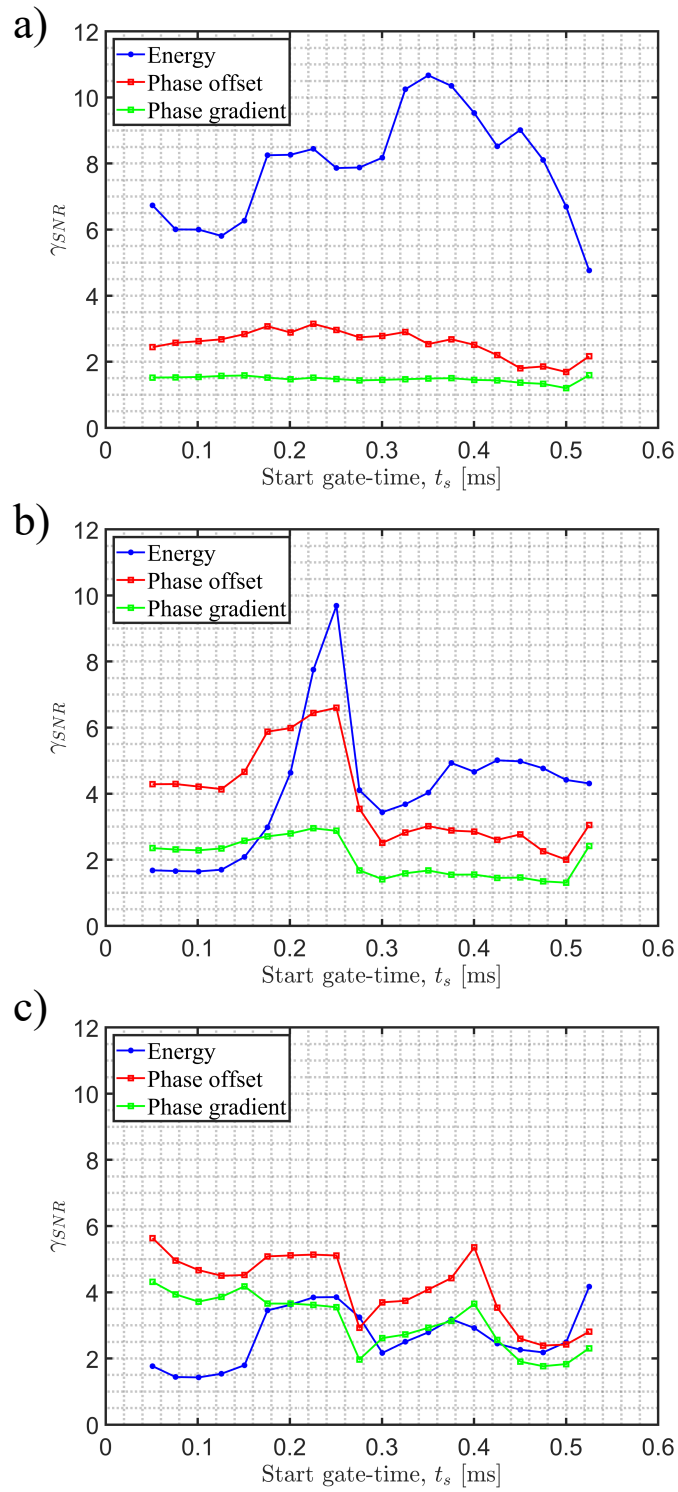 a)
12
10
8
6
4
2
0
γSNR
Energy
Phase offset
Phase gradient
0 0.1 0.2 0.3 0.4 0.5 0.6
Start gate-time, ts [ms]
b)
12
10
8
6
4
2
0
γSNR
Energy
Phase offset
Phase gradient
0 0.1 0.2 0.3 0.4 0.5 0.6
Start gate-time, ts [ms]
c)
12
10
8
6
4
2
0
γSNR
Energy
Phase offset
Phase gradient
0 0.1 0.2 0.3 0.4 0.5 0.6
Start gate-time, ts [ms]